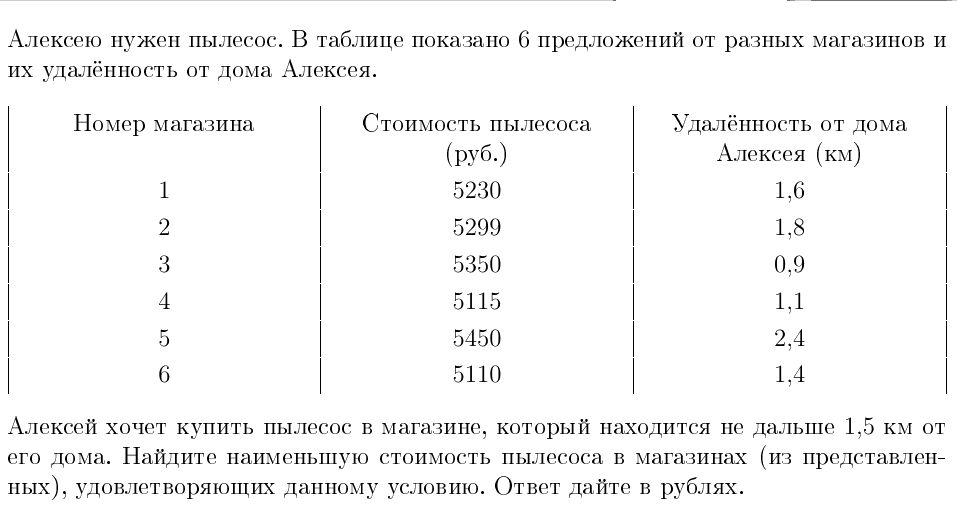 Алексею нужен пылесос. В таблице показано 6 предложений от разных магазинов и
их удалённость от дома Алексея.
Номер магазина Стоимость пылесоса Удалённость от дома
(руб.) Алексея (км)
1 5230 1,6
2 5299 1,8
3 5350 0,9
4 5115 1,1
5 5450 2,4
6 5110 1,4
Алексей хочет купить пылесос в магазине, который находится не дальше 1,5 км от
его дома. Найдите наименьшую стоимость пылесоса в магазинах (из представлен-
ных), удовлетворяющих данному условию. Ответ дайте в рублях.